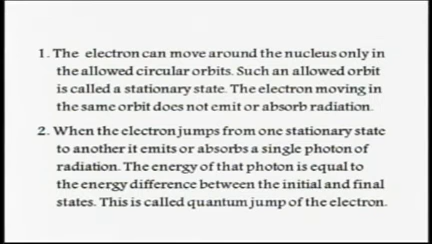 1. The electron can move around the nucleus only in
the allowed circular orbits. Such an allowed orbit
is called a stationary state. The electron moving in
the same orbit does not emit or absorb radiation.
2. When the electron jumps from one stationary state
to another it emits or absorbs a single photon of
radiation. The energy of that photon is equal to
the energy difference between the initial and final
states. This is called quantum jump of the electron.